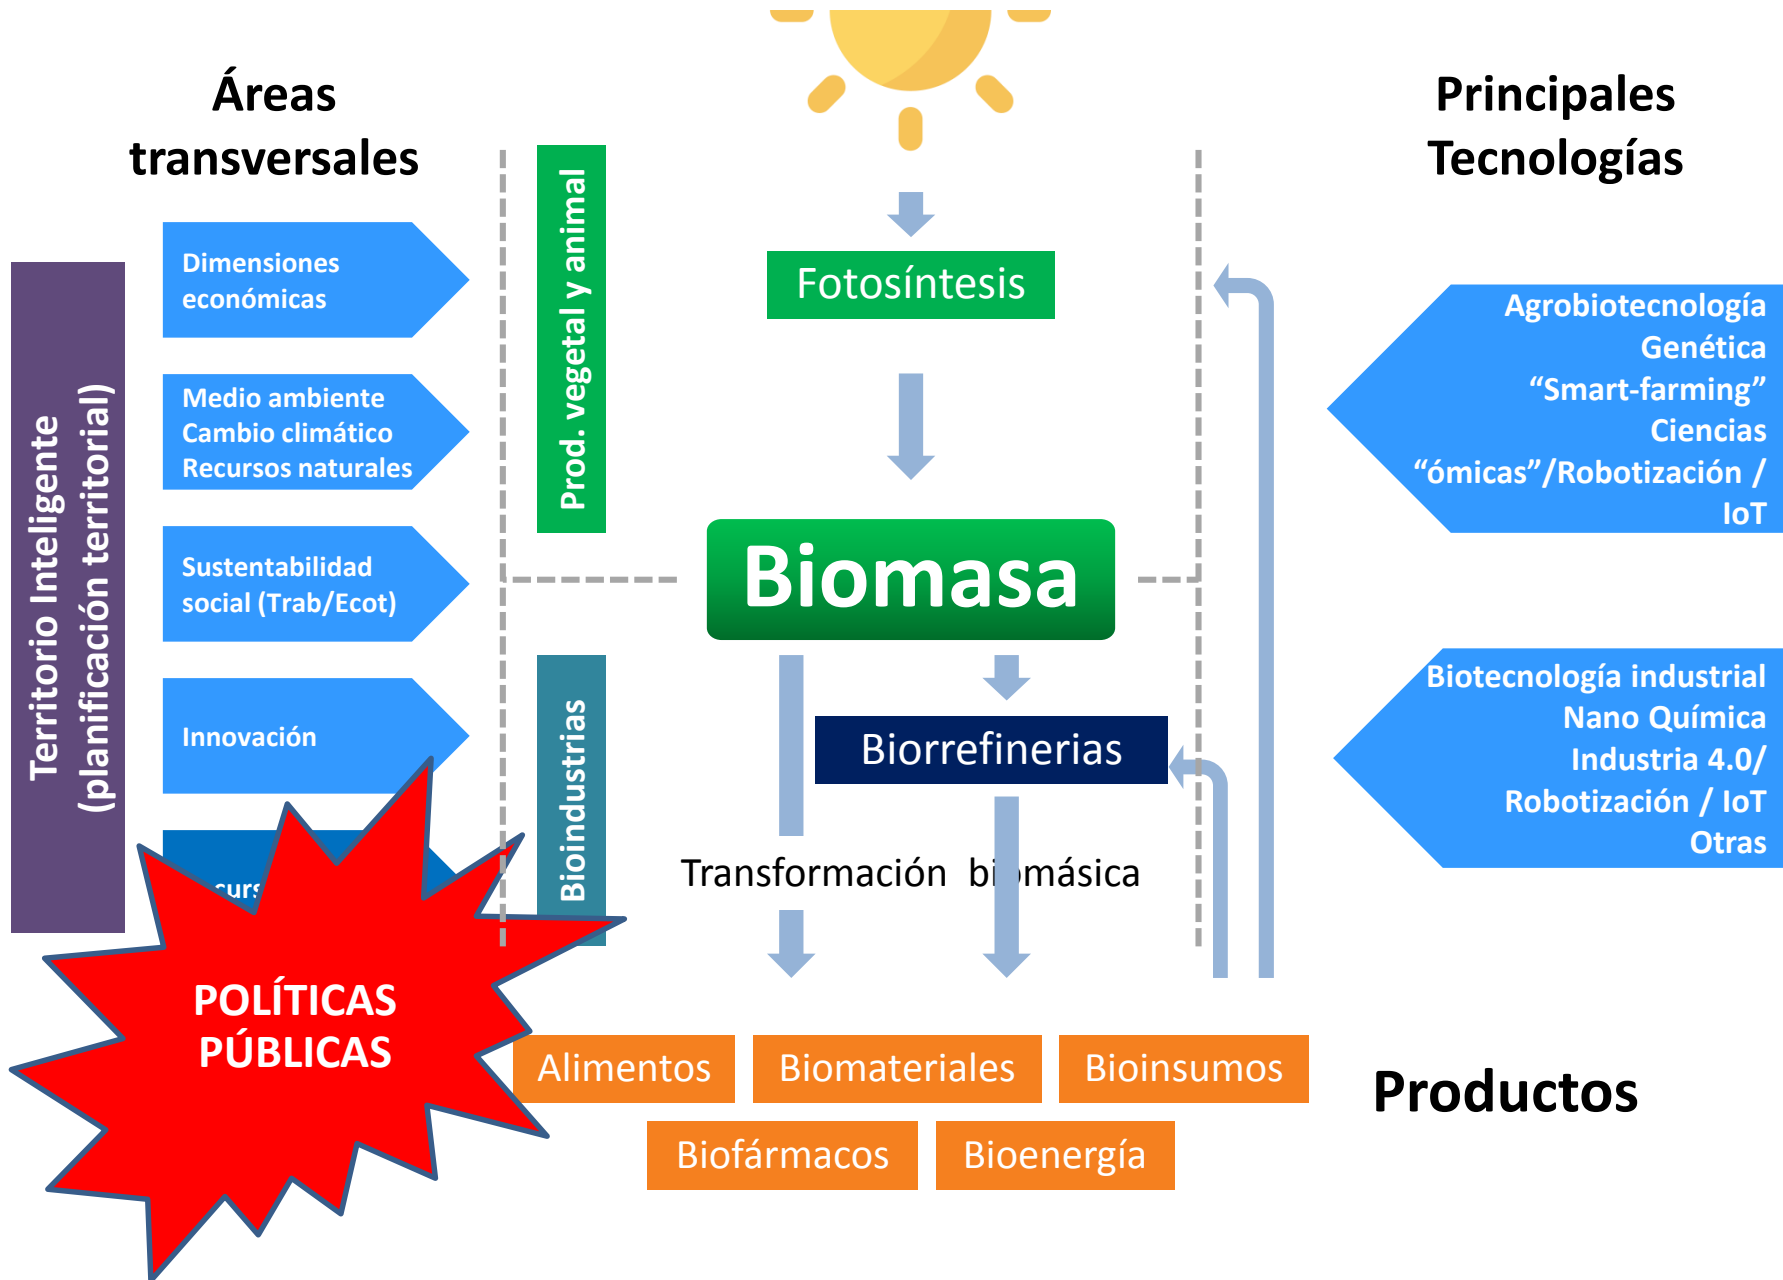 Áreas
transversales
Principales
Tecnologías
Territorio Inteligente
(planificación territorial)
Dimensiones
económicas
Medio ambiente
Cambio climático
Recursos naturales
Sustentabilidad
social (Trab/Ecot)
Innovación
POLÍTICAS
PÚBLICAS
Prod. vegetal y animal
Bioindustrias
Fotosíntesis
Biomasa
Biorrefinerias
Transformación biomásica
Agrobiotecnología
Genética
“Smart-farming”
Ciencias
“ómicas”/Robotización /
IoT
Biotecnología industrial
Nano Química
Industria 4.0/
Robotización / IoT
Otras
Alimentos
Biomateriales
Bioinsumos
Productos
Biofármacos
Bioenergía